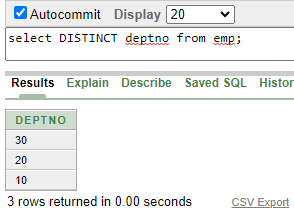 Autocommit Display 20
select DISTINCT deptno from emp;
Results Explain Describe Saved SQL Histor
DEPTNO
30
20
10
3 rows returned in 0.00 seconds CSV Export